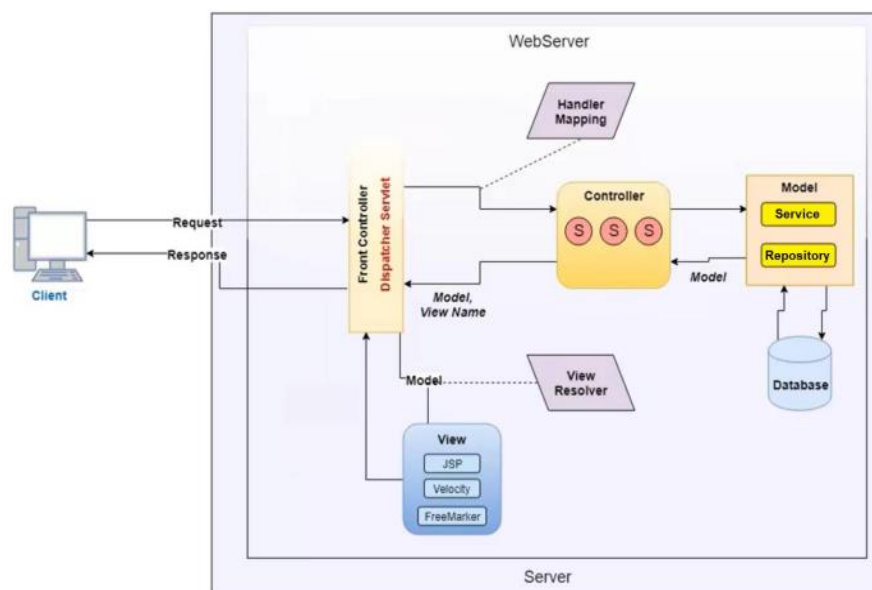 WebServer
Handler
Mapping
Front Controller
Dispatcher Servlet
Controller
S S S
Model
Service
Repository
Request
Response
Client
Model,
View Name
Model
Database
Model
View
Resolver
View
JSP
Velocity
FreeMarker
Server